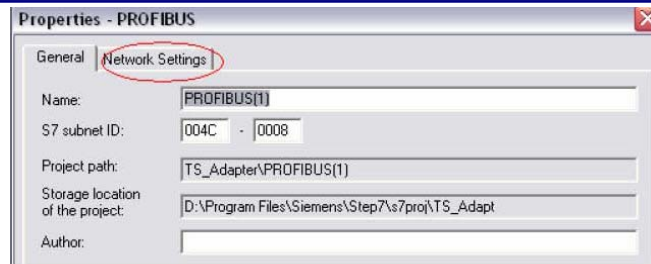 Properties - PROFIBUS
General Network Settings
Name: PROFIBUS(1)
S7 subnet ID: 004C - 0008
Project path: TS_Adapter\PROFIBUS(1)
Storage location
of the project: D:\Program Files\Siemens\Step7\s7proj\TS_Adapt
Author: